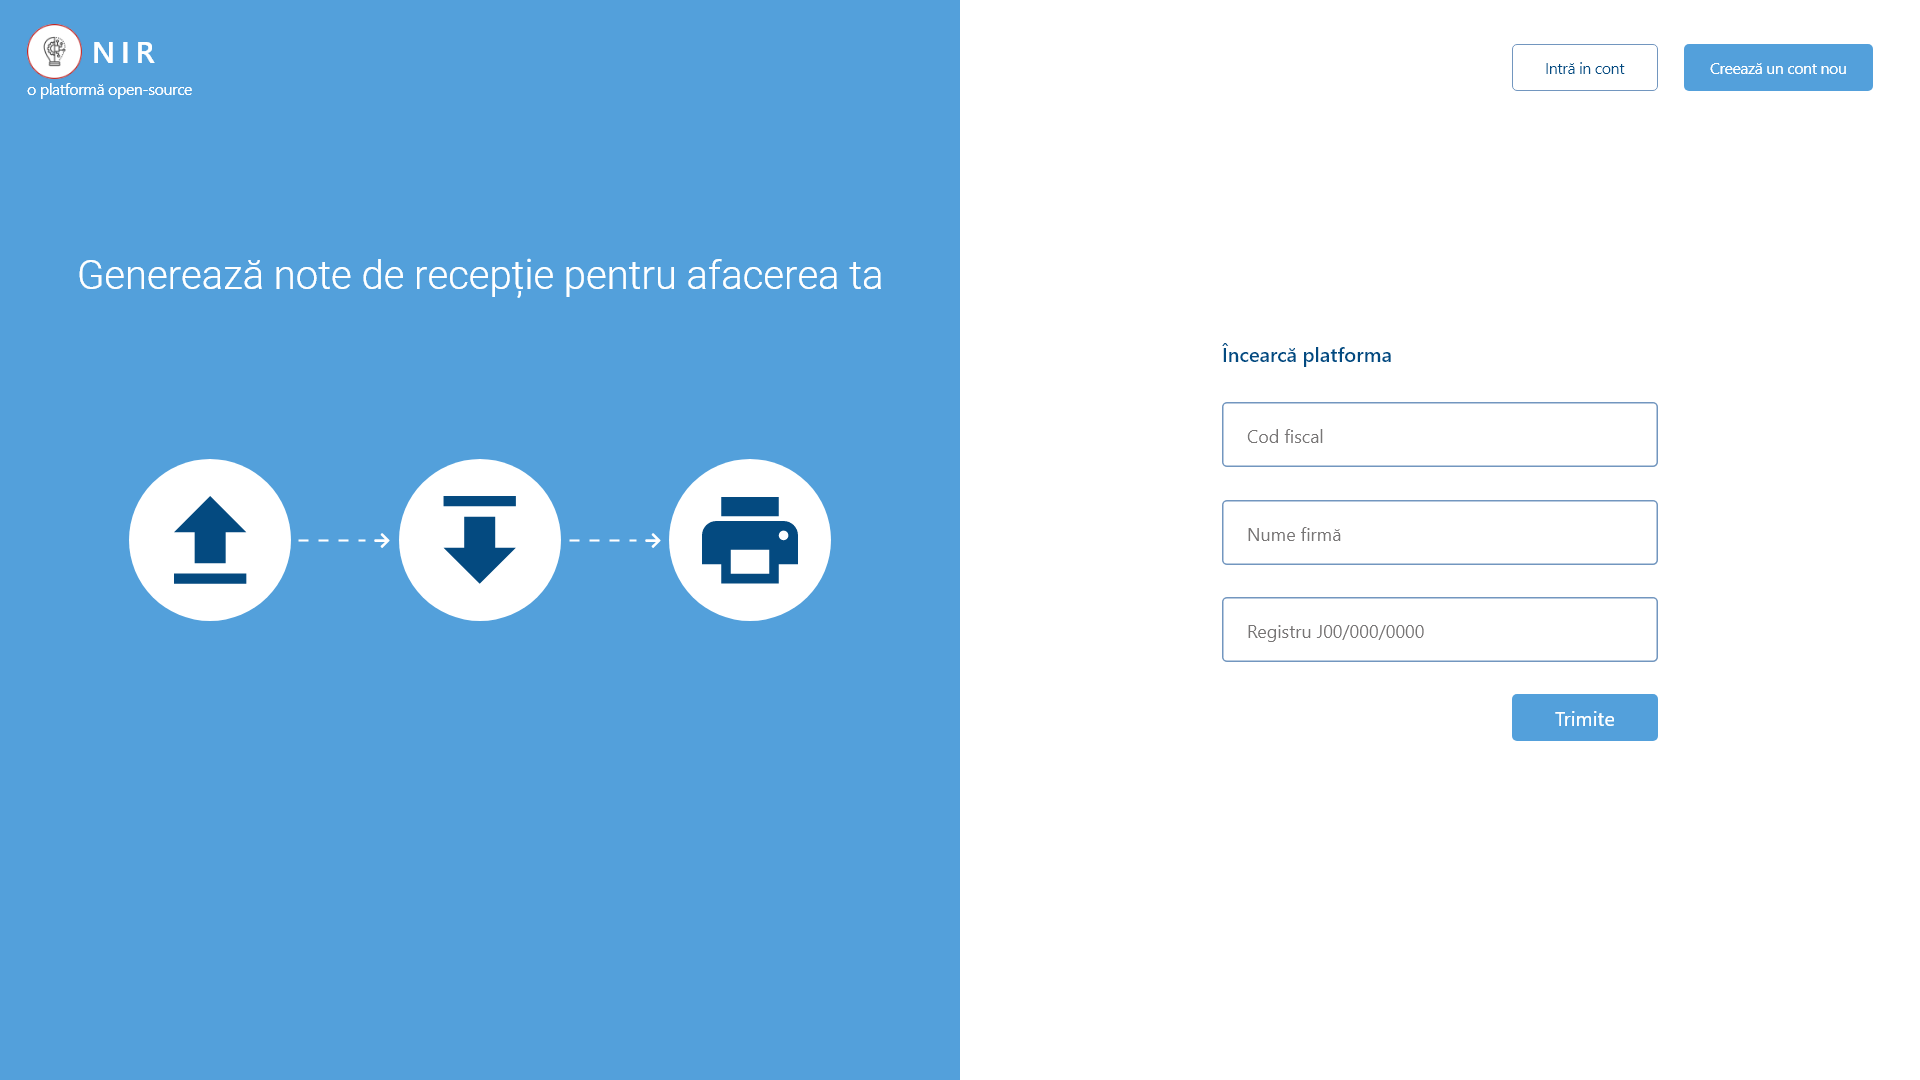 NIR
o platformă open-source
Intră in cont
Creează un cont nou
Generează note de recepție pentru afacerea ta
Încearcă platforma
Cod fiscal
Nume firmă
Registru J00/000/0000
Trimite